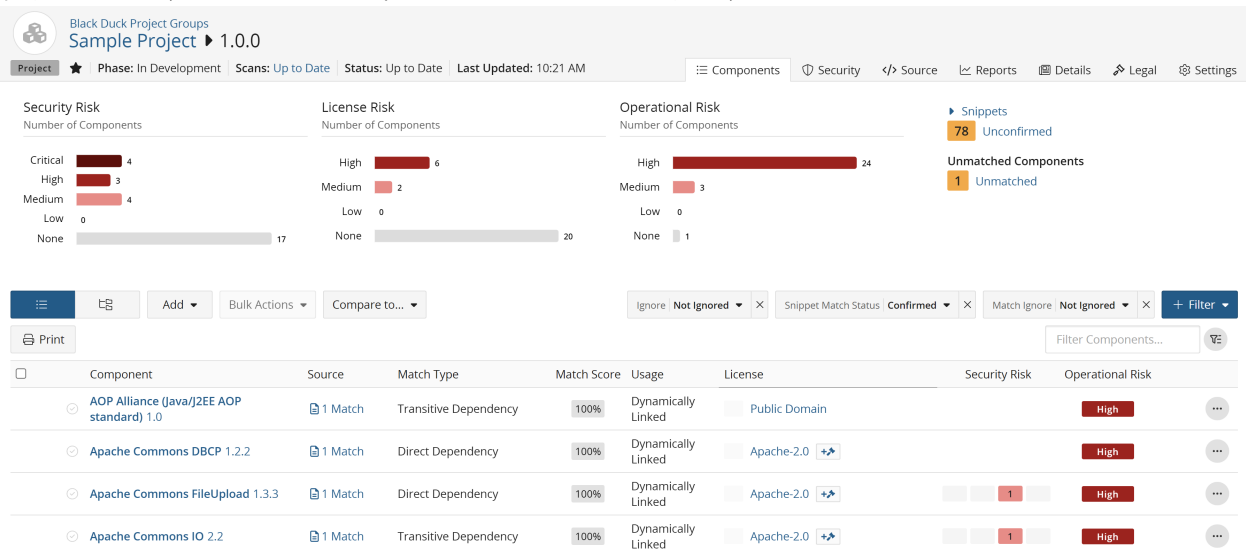 Black Duck Project Groups
Sample Project 1.0.0
Project Phase: In Development Scans: Up to Date Status: Up to Date Last Updated: 10:21 AM
Components Security Source Reports Details Legal Settings
Security Risk
Number of Components
Critical 4
High 3
Medium 4
Low 0
None 17
License Risk
Number of Components
High 6
Medium 2
Low 0
None 20
Operational Risk
Number of Components
High 24
Medium 3
Low 0
None 1
Snippets
78 Unconfirmed
Unmatched Components
1 Unmatched
Add Bulk Actions Compare to... Ignore Not Ignored Snippet Match Status Confirmed Match Ignore Not Ignored + Filter
Print Filter Components...
Component Source Match Type Match Score Usage License Security Risk Operational Risk
AOP Alliance (Java/J2EE AOP
standard) 1.0 1 Match Transitive Dependency 100% Dynamically
Linked Public Domain High
Apache Commons DBCP 1.2.2 1 Match Direct Dependency 100% Dynamically
Linked Apache-2.0 High
Apache Commons FileUpload 1.3.3 1 Match Direct Dependency 100% Dynamically
Linked Apache-2.0 1 High
Apache Commons IO 2.2 1 Match Transitive Dependency 100% Dynamically
Linked Apache-2.0 1 High